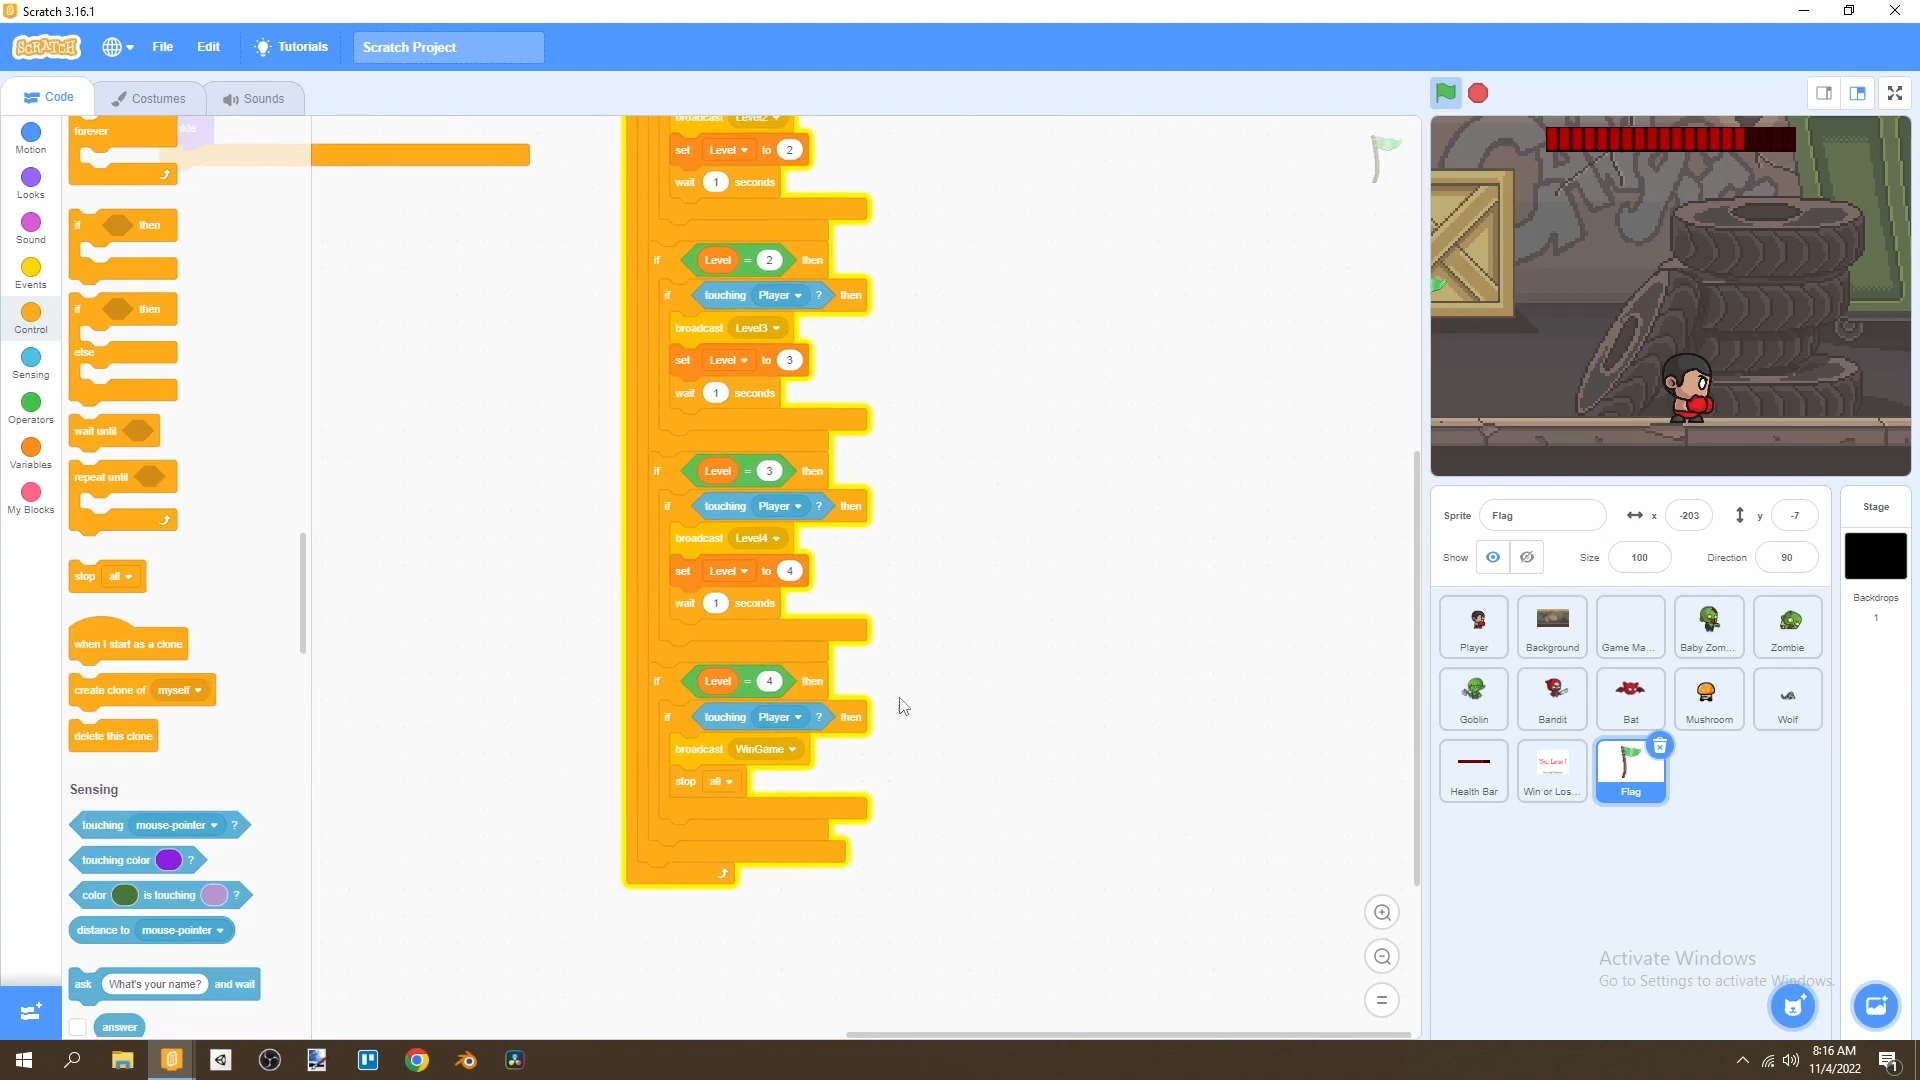 Scratch 3.16.1
SCRATCH
File
Edit
Tutorials
Scratch Project
Code
Costumes
Sounds
Motion
Looks
Sound
Events
Control
Sensing
Operators
Variables
My Blocks
forever
if then
if then
else
wait until
repeat until
stop all
when I start as a clone
create clone of myself
delete this clone
Sensing
touching mouse-pointer ?
touching color ?
color is touching ?
distance to mouse-pointer
ask What's your name? and wait
answer
broadcast Level2
set Level to 2
wait 1 seconds
if Level = 2 then
if touching Player ? then
broadcast Level3
set Level to 3
wait 1 seconds
if Level = 3 then
if touching Player ? then
broadcast Level4
set Level to 4
wait 1 seconds
if Level = 4 then
if touching Player ? then
broadcast WinGame
stop all
Sprite Flag x -203 y -7
Show Size 100 Direction 90
Stage
Backdrops
1
Player
Background
Game Ma...
Baby Zom...
Zombie
Goblin
Bandit
Bat
Mushroom
Wolf
Health Bar
You Lose !
Win or Los...
Flag
Activate Windows
Go to Settings to activate Windows.
8:16 AM
11/4/2022
1